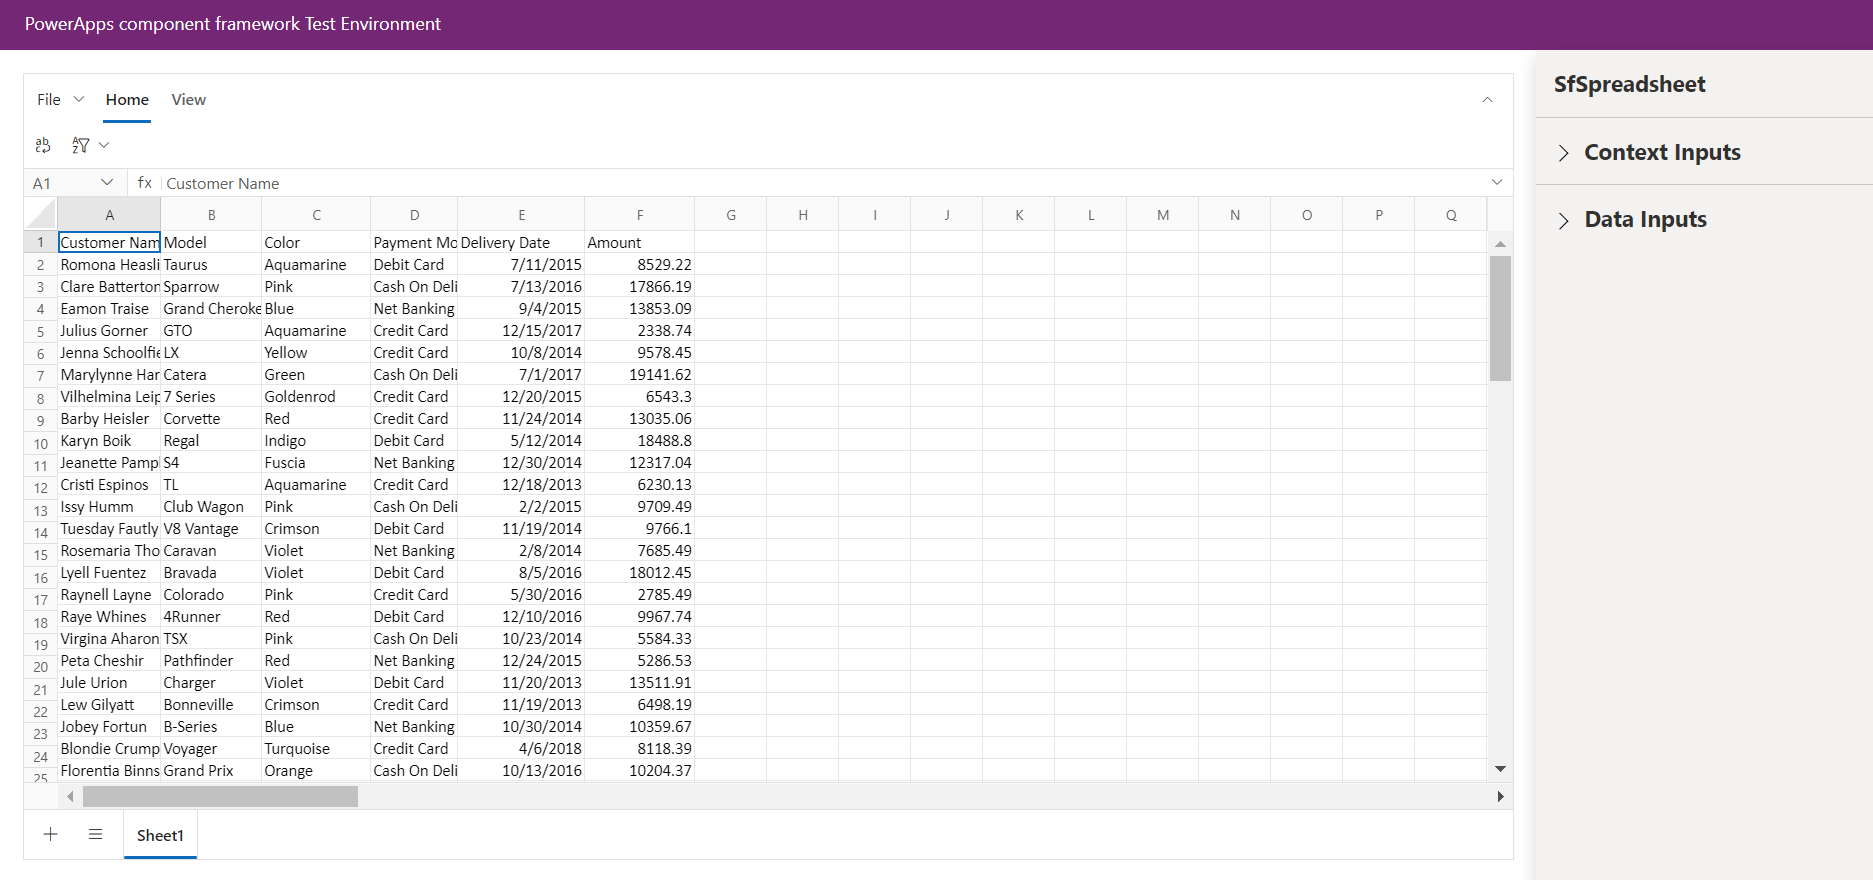 PowerApps component framework Test Environment
File Home View
SfSpreadsheet
Context Inputs
Data Inputs
A1 fx Customer Name
A B C D E F G H I J K L M N O P Q
1 Customer Nam Model Color Payment Mo Delivery Date Amount
2 Romona Heasli Taurus Aquamarine Debit Card 7/11/2015 8529.22
3 Clare Batterton Sparrow Pink Cash On Deli 7/13/2016 17866.19
4 Eamon Traise Grand Cheroke Blue Net Banking 9/4/2015 13853.09
5 Julius Gorner GTO Aquamarine Credit Card 12/15/2017 2338.74
6 Jenna Schoolfie LX Yellow Credit Card 10/8/2014 9578.45
7 Marylynne Har Catera Green Cash On Deli 7/1/2017 19141.62
8 Vilhelmina Leip 7 Series Goldenrod Credit Card 12/20/2015 6543.3
9 Barby Heisler Corvette Red Credit Card 11/24/2014 13035.06
10 Karyn Boik Regal Indigo Debit Card 5/12/2014 18488.8
11 Jeanette Pamp S4 Fuscia Net Banking 12/30/2014 12317.04
12 Cristi Espinos TL Aquamarine Credit Card 12/18/2013 6230.13
13 Issy Humm Club Wagon Pink Cash On Deli 2/2/2015 9709.49
14 Tuesday Fautly V8 Vantage Crimson Debit Card 11/19/2014 9766.1
15 Rosemaria Tho Caravan Violet Net Banking 2/8/2014 7685.49
16 Lyell Fuentez Bravada Violet Debit Card 8/5/2016 18012.45
17 Raynell Layne Colorado Pink Credit Card 5/30/2016 2785.49
18 Raye Whines 4Runner Red Debit Card 12/10/2016 9967.74
19 Virgina Aharon TSX Pink Cash On Deli 10/23/2014 5584.33
20 Peta Cheshir Pathfinder Red Net Banking 12/24/2015 5286.53
21 Jule Urion Charger Violet Debit Card 11/20/2013 13511.91
22 Lew Gilyatt Bonneville Crimson Credit Card 11/19/2013 6498.19
23 Jobey Fortun B-Series Blue Net Banking 10/30/2014 10359.67
24 Blondie Crump Voyager Turquoise Credit Card 4/6/2018 8118.39
25 Florentia Binns Grand Prix Orange Cash On Deli 10/13/2016 10204.37
Sheet1